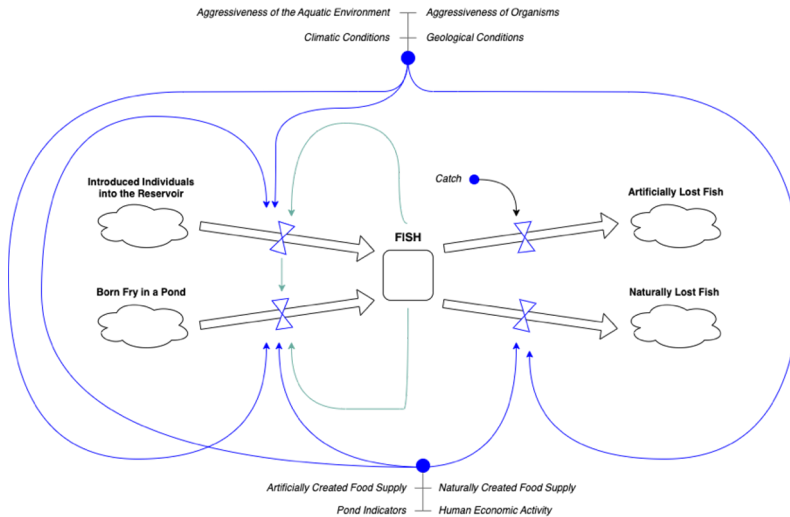 Aggressiveness of the Aquatic Environment
Aggressiveness of Organisms
Climatic Conditions
Geological Conditions
Introduced Individuals
into the Reservoir
Catch
Artificially Lost Fish
FISH
Born Fry in a Pond
Naturally Lost Fish
Artificially Created Food Supply
Naturally Created Food Supply
Pond Indicators
Human Economic Activity